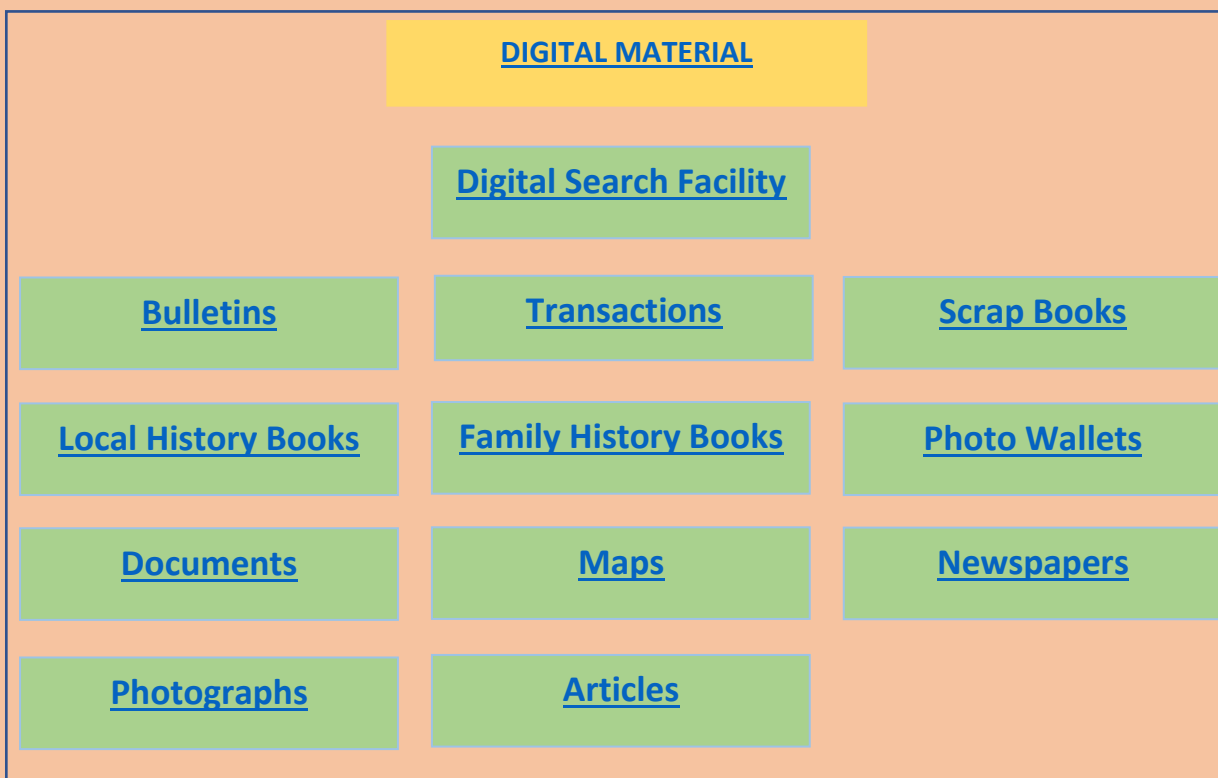 DIGITAL MATERIAL
Digital Search Facility
Bulletins
Transactions
Scrap Books
Local History Books
Family History Books
Photo Wallets
Documents
Maps
Newspapers
Photographs
Articles